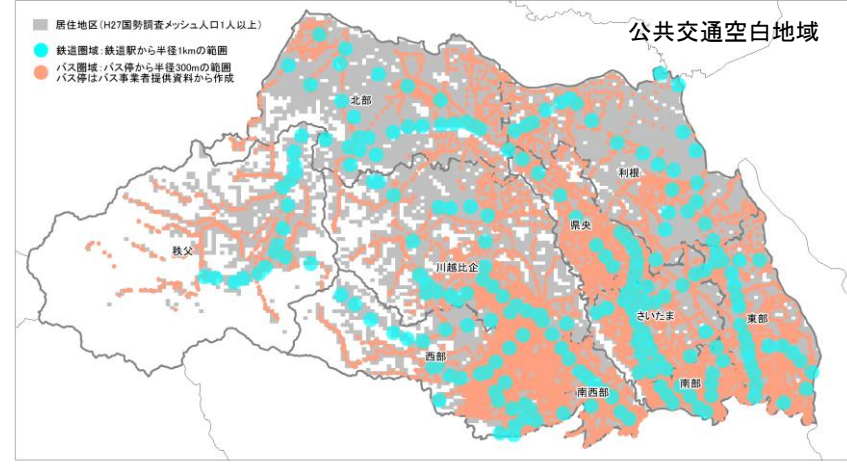 公共交通空白地域
居住地区(H27国勢調査メッシュ人口1人以上)
鉄道圏域:鉄道駅から半径1kmの範囲
バス圏域:バス停から半径300mの範囲
バス停はバス事業者提供資料から作成
北部
利根
県央
秩父
川越比企
さいたま
東部
西部
南西部
南部